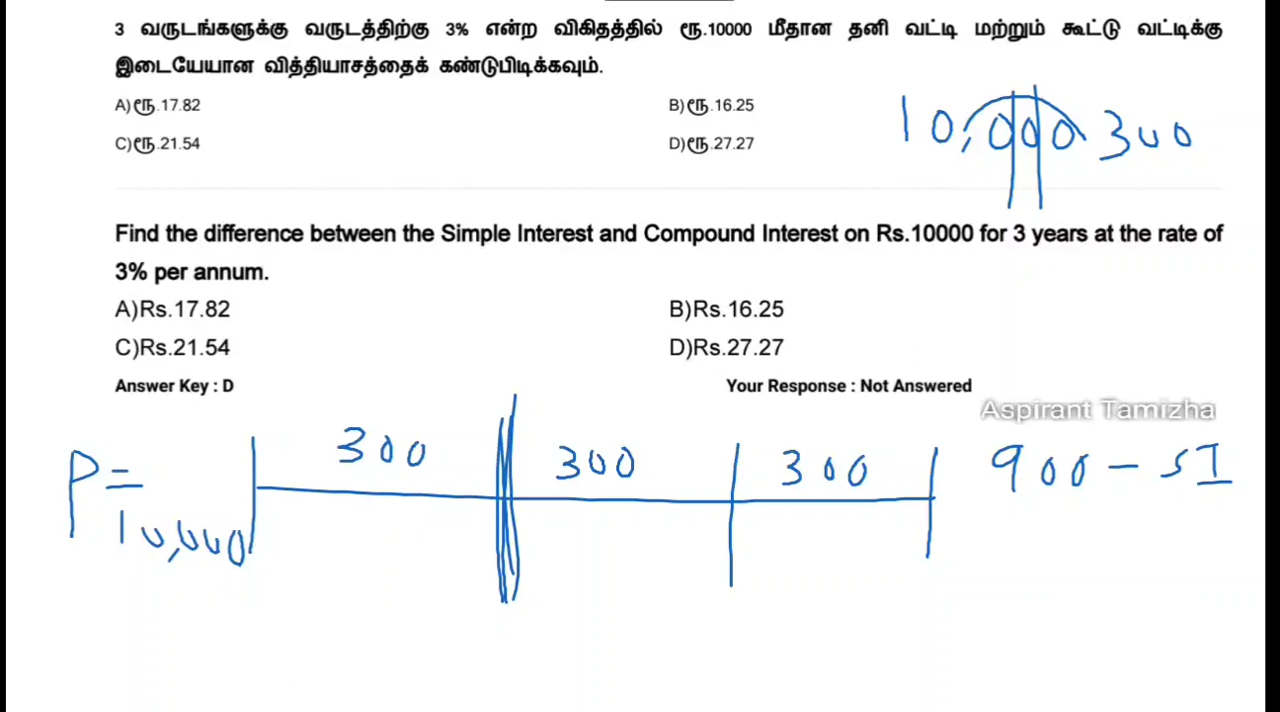 3 வருடங்களுக்கு வருடத்திற்கு 3% என்ற விகிதத்தில் ரூ.10000 மீதான தனி வட்டி மற்றும் கூட்டு வட்டிக்கு
இடையேயான வித்தியாசத்தைக் கண்டுபிடிக்கவும்.
A)ரூ.17.82 B)ரூ.16.25
C)ரூ.21.54 D)ரூ.27.27
10,000 300
Find the difference between the Simple Interest and Compound Interest on Rs.10000 for 3 years at the rate of
3% per annum.
A)Rs.17.82 B)Rs.16.25
C)Rs.21.54 D)Rs.27.27
Answer Key : D Your Response : Not Answered
Aspirant Tamizha
P= 300 300 300 900 - SI
10,000